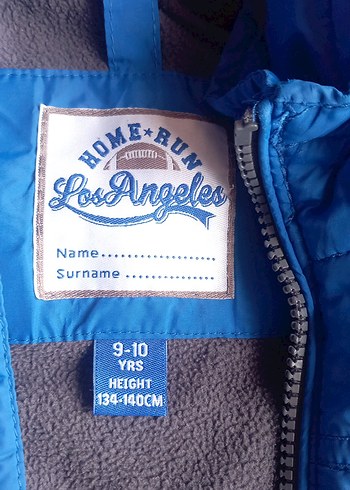 HOME★RUN
Los Angeles
Name....................
Surname ...............
9-10
YRS
HEIGHT
134-140CM